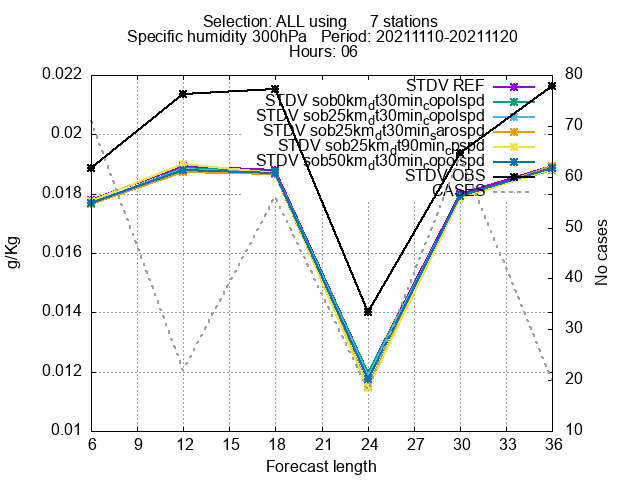 Selection: ALL using 7 stations
Specific humidity 300hPa Period: 20211110-20211120
Hours: 06
0.022
0.02
0.018
0.016
0.014
0.012
0.01
g/Kg
80
70
60
50
40
30
20
10
No cases
STDV REF
STDV sob0km_dt30min_copolspd
STDV sob25km_dt30min_copolspd
STDV sob25km_dt30min_sarospd
STDV sob25km_dt90min_cpspd
STDV sob50km_dt30min_copolspd
STDV OBS
CASES
6 9 12 15 18 21 24 27 30 33 36
Forecast length